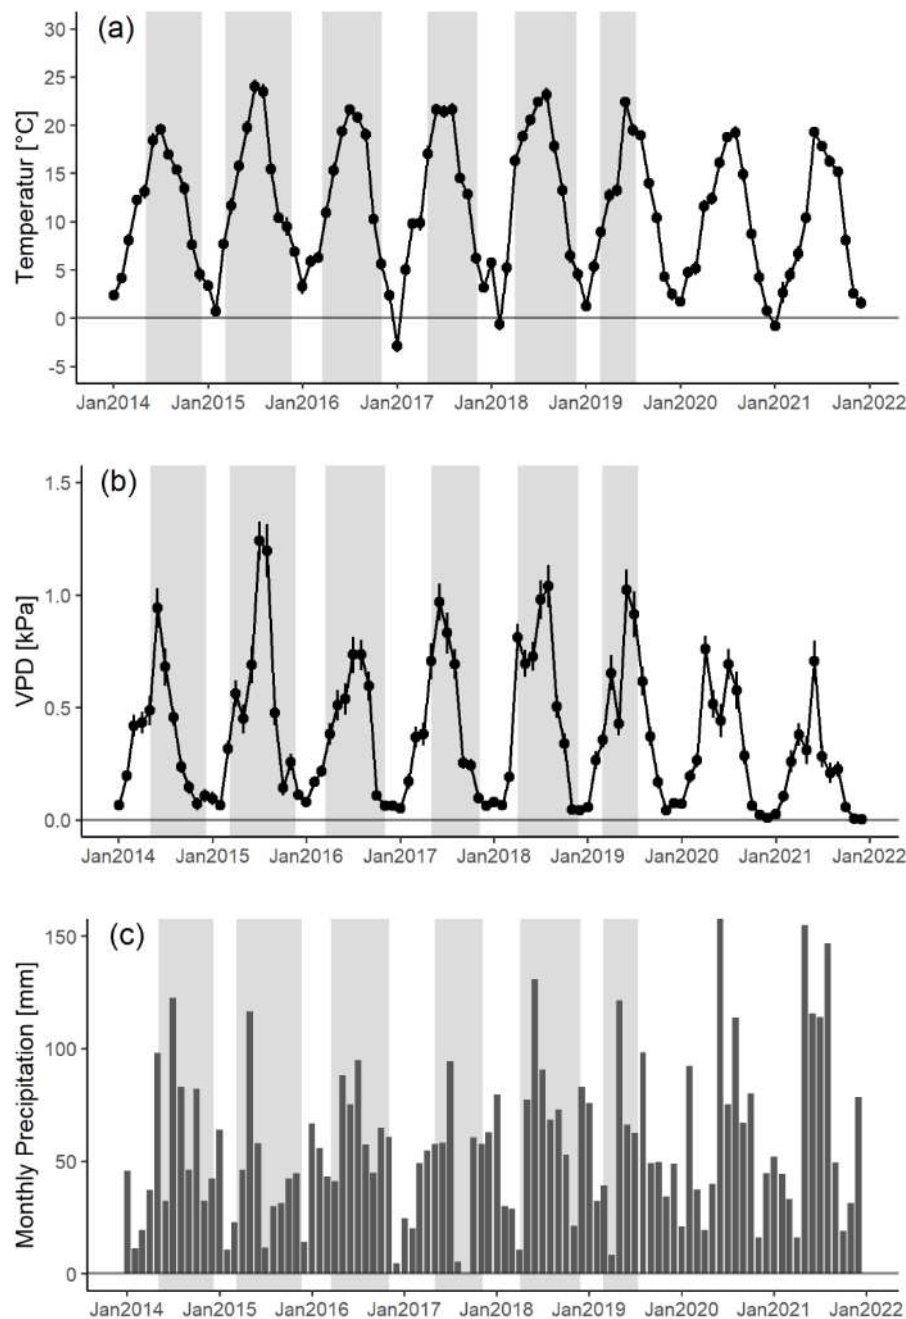 (a)
30
25
20
15
10
5
0
-5
Temperatur [°C]
Jan2014 Jan2015 Jan2016 Jan2017 Jan2018 Jan2019 Jan2020 Jan2021 Jan2022
(b)
1.5
1.0
0.5
0.0
VPD [kPa]
Jan2014 Jan2015 Jan2016 Jan2017 Jan2018 Jan2019 Jan2020 Jan2021 Jan2022
(c)
150
100
50
0
Monthly Precipitation [mm]
Jan2014 Jan2015 Jan2016 Jan2017 Jan2018 Jan2019 Jan2020 Jan2021 Jan2022